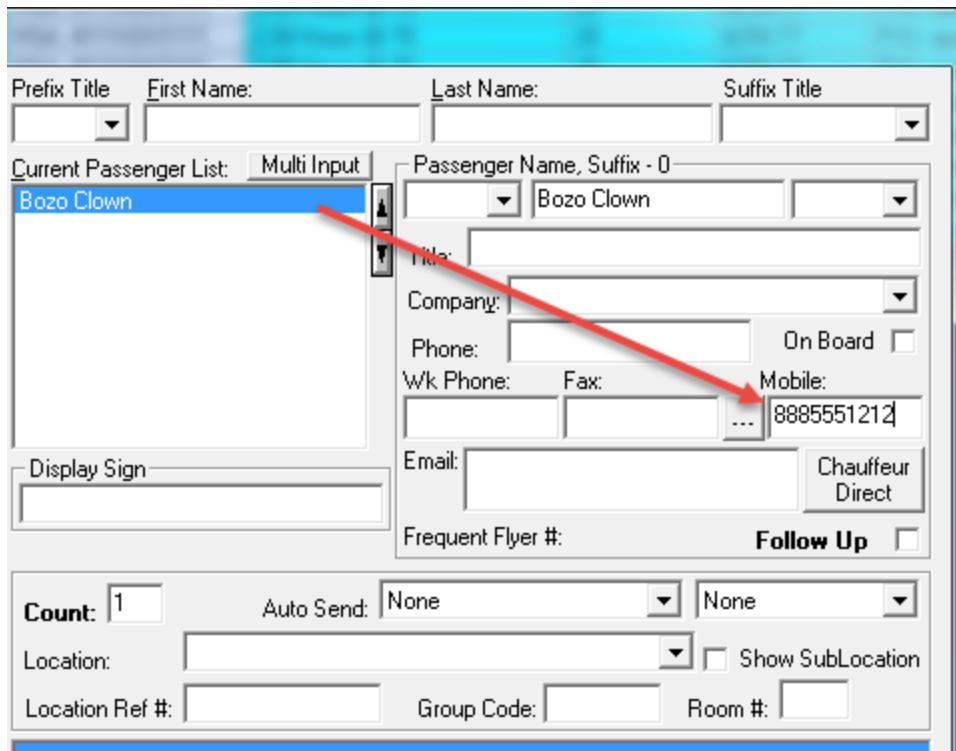 Prefix Title First Name: Last Name: Suffix Title
Current Passenger List: Multi Input Passenger Name, Suffix - 0
Bozo Clown Bozo Clown
Title:
Company:
Phone: On Board
Wk Phone: Fax: Mobile:
... 8885551212
Email: Chauffeur
Direct
Display Sign
Frequent Flyer #: Follow Up
Count: 1 Auto Send: None None
Location: Show SubLocation
Location Ref #: Group Code: Room #: